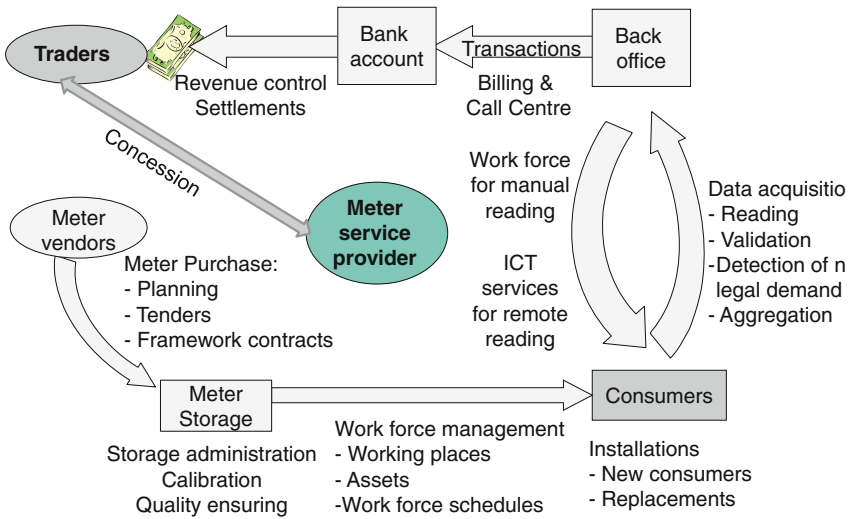 Traders
Bank
account
Transactions
Back
office
Revenue control
Settlements
Billing &
Call Centre
Concession
Work force
for manual
reading
Meter
service
provider
Meter
vendors
Meter Purchase:
- Planning
- Tenders
- Framework contracts
ICT
services
for remote
reading
Data acquisitio
- Reading
- Validation
-Detection of n
legal demand
- Aggregation
Meter
Storage
Consumers
Storage administration
Calibration
Quality ensuring
Work force management
- Working places
- Assets
-Work force schedules
Installations
- New consumers
- Replacements